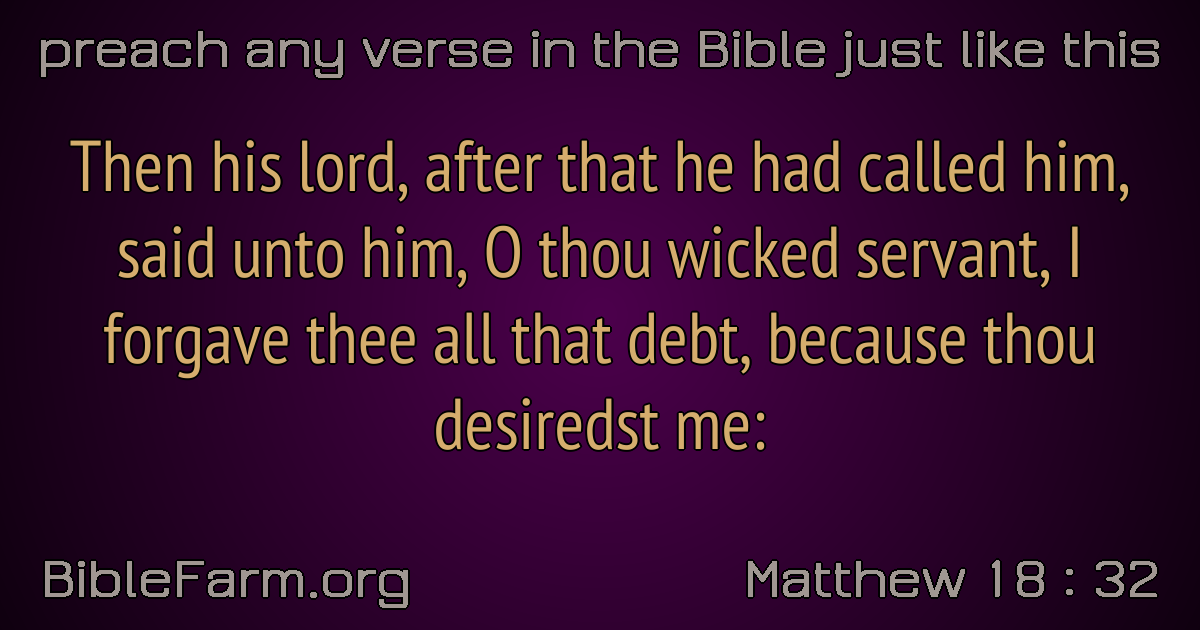 preach any verse in the Bible just like this
Then his lord, after that he had called him,
said unto him, O thou wicked servant, I
forgave thee all that debt, because thou
desiredst me:
BibleFarm.org
Matthew 18 : 32